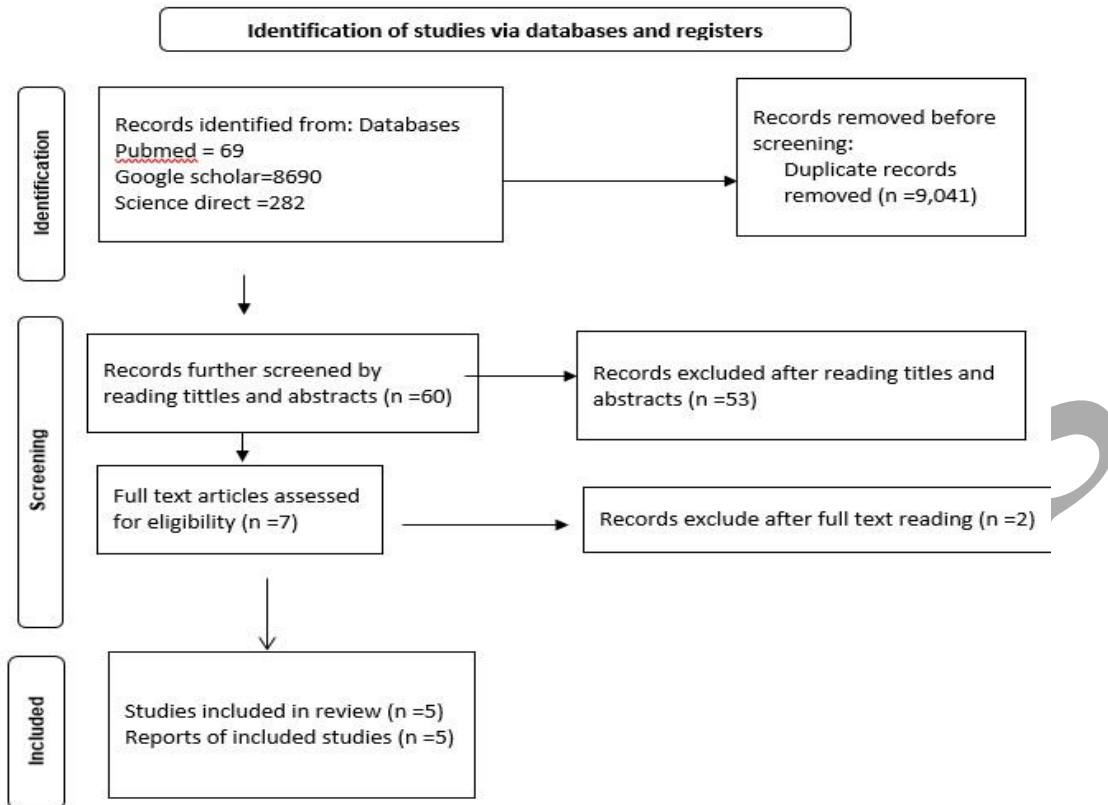 Identification of studies via databases and registers
Identification
Records identified from: Databases
Pubmed = 69
Google scholar=8690
Science direct =282
Records removed before
screening:
Duplicate records
removed (n =9,041)
Screening
Records further screened by
reading tittles and abstracts (n =60)
Records excluded after reading titles and
abstracts (n =53)
Full text articles assessed
for eligibility (n =7)
Records exclude after full text reading (n =2)
Included
Studies included in review (n =5)
Reports of included studies (n =5)